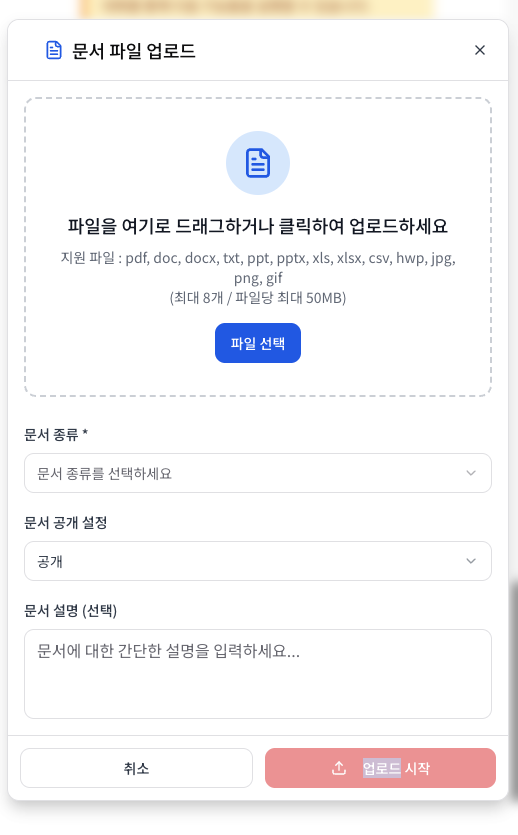 문서 파일 업로드
파일을 여기로 드래그하거나 클릭하여 업로드하세요
지원 파일 : pdf, doc, docx, txt, ppt, pptx, xls, xlsx, csv, hwp, jpg,
png, gif
(최대 8개 / 파일당 최대 50MB)
파일 선택
문서 종류 *
문서 종류를 선택하세요
문서 공개 설정
공개
문서 설명 (선택)
문서에 대한 간단한 설명을 입력하세요...
취소
업로드 시작